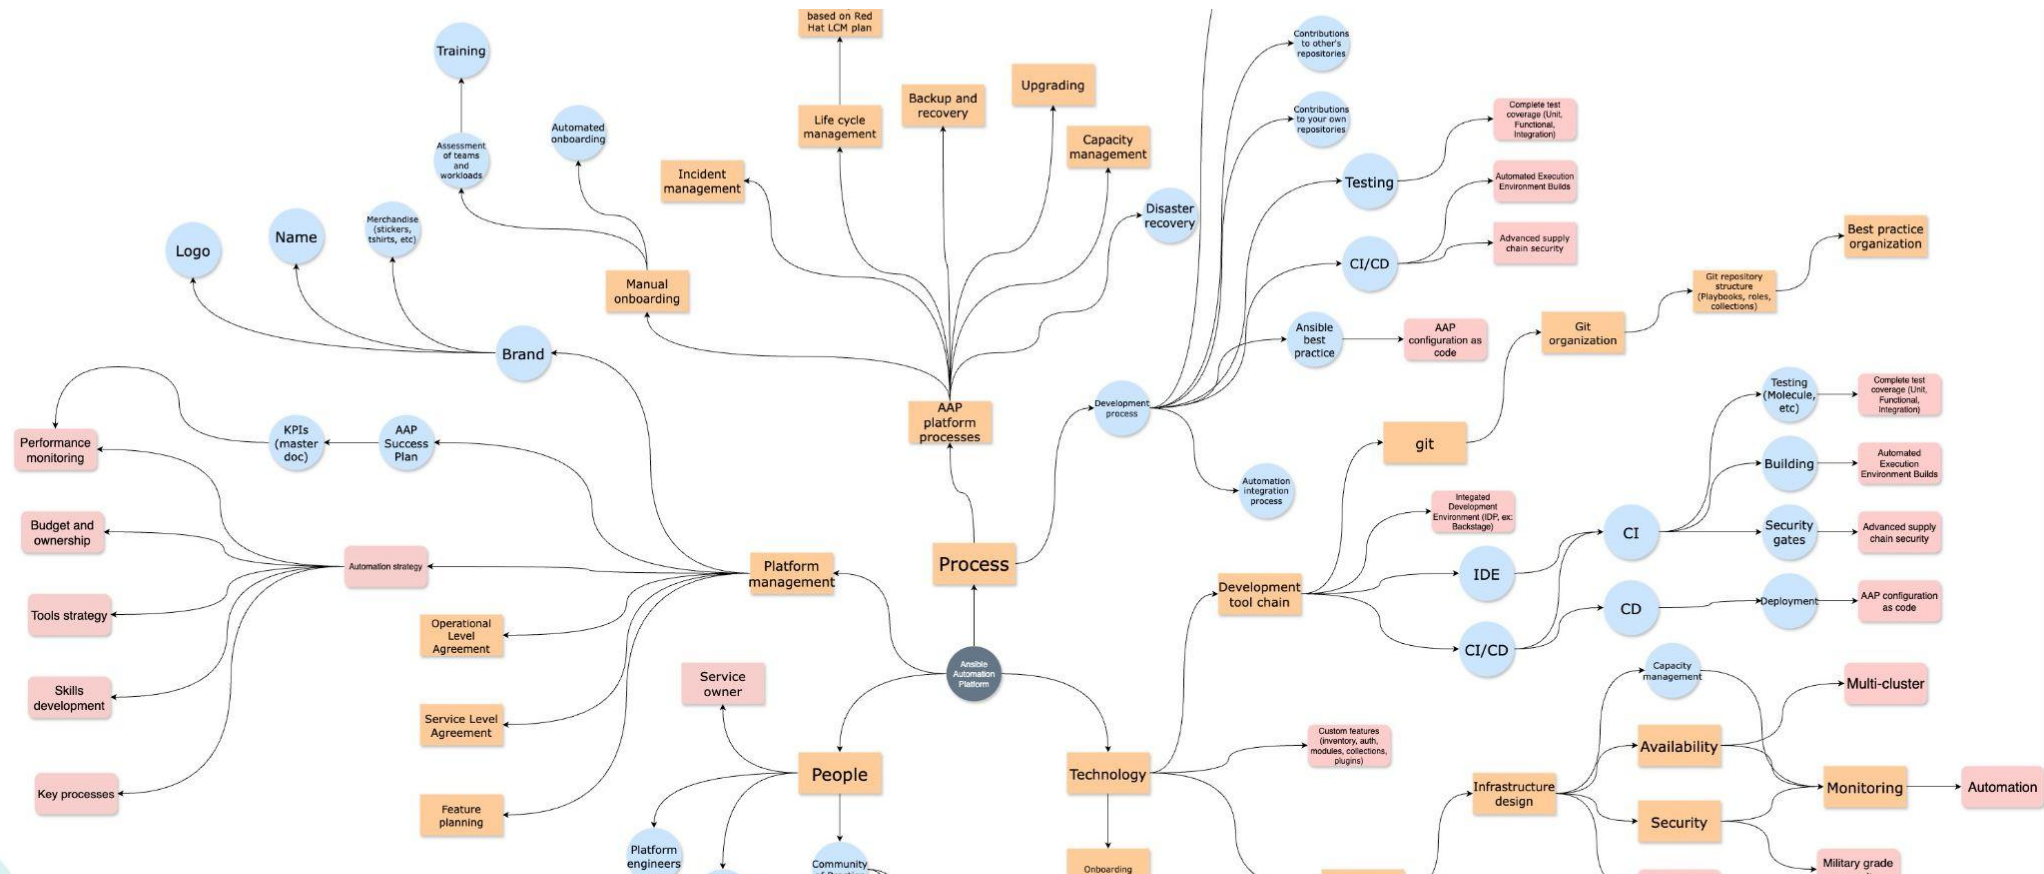 based on Red
Hat LCM plan
Training
Contributions
to other's
repositories
Upgrading
Backup and
recovery
Life cycle
management
Automated
onboarding
Contributions
to your own
repositories
Complete test
coverage (Unit,
Functional,
Integration)
Assessment
of teams
and
workloads
Capacity
management
Incident
management
Testing
Automated Execution
Environment Builds
Disaster
recovery
Merchandise
(stickers,
tshirts, etc)
Name
Logo
Advanced supply
chain security
Best practice
organization
CI/CD
Manual
onboarding
Git repository
structure
(Playbooks, roles,
collections)
Git
organization
Ansible
best
practice
AAP
configuration as
code
Brand
Testing
(Molecule,
etc)
Complete test
coverage (Unit,
Functional,
Integration)
Development
process
AAP
platform
processes
Performance
monitoring
KPIs
(master
doc)
AAP
Success
Plan
git
Building
Automated
Execution
Environment Builds
Automation
integration
process
Integated
Development
Environment (IDP, ex:
Backstage)
Budget and
ownership
CI
Security
gates
Advanced supply
chain security
Automation strategy
Platform
management
Process
IDE
Development
tool chain
Tools strategy
CD
Deployment
AAP configuration
as code
Operational
Level
Agreement
CI/CD
Service
owner
Ansible
Automation
Platform
Capacity
management
Multi-cluster
Skills
development
Service Level
Agreement
Custom features
(inventory, auth,
modules, collections,
plugins)
Availability
People
Technology
Infrastructure
design
Monitoring
Automation
Key processes
Feature
planning
Security
Platform
engineers
Community
Onboarding
Military grade